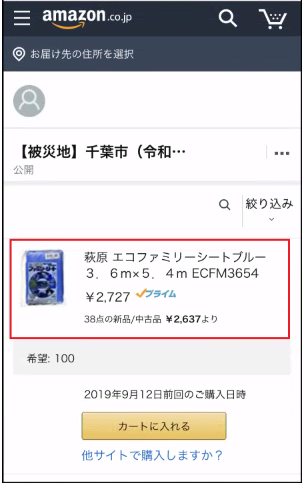 amazon.co.jp
お届け先の住所を選択
【被災地】千葉市（令和…
公開
絞り込み
萩原 エコファミリーシートブルー
３．６m×５．４m ECFM3654
￥2,727 プライム
38点の新品/中古品 ￥2,637より
希望: 100
2019年9月12日前回のご購入日時
カートに入れる
他サイトで購入しますか？